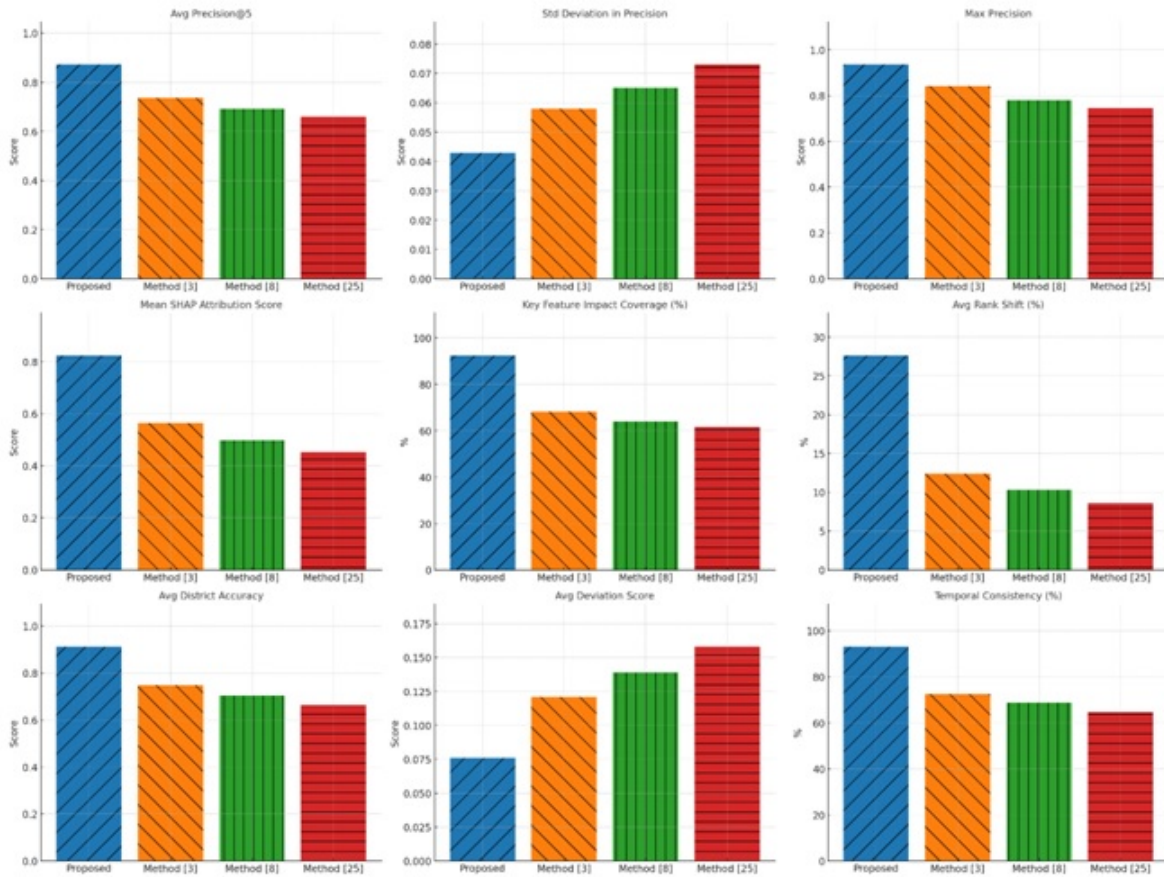 Avg Precision@5
Std Deviation in Precision
Max Precision
1.0
0.8
0.6
0.4
0.2
0.0
Score
Proposed Method [3] Method [8] Method [25]
0.08
0.07
0.06
0.05
0.04
0.03
0.02
0.01
0.00
Score
Proposed Method [3] Method [8] Method [25]
1.0
0.8
0.6
0.4
0.2
0.0
Score
Proposed Method [3] Method [8] Method [25]
Mean SHAP Attribution Score
Key Feature Impact Coverage (%)
Avg Rank Shift (%)
0.8
0.6
0.4
0.2
0.0
Score
Proposed Method [3] Method [8] Method [25]
100
80
60
40
20
0
%
Proposed Method [3] Method [8] Method [25]
30
25
20
15
10
5
0
%
Proposed Method [3] Method [8] Method [25]
Avg District Accuracy
Avg Deviation Score
Temporal Consistency (%)
1.0
0.8
0.6
0.4
0.2
0.0
Score
Proposed Method [3] Method [8] Method [25]
0.175
0.150
0.125
0.100
0.075
0.050
0.025
0.000
Score
Proposed Method [3] Method [8] Method [25]
100
80
60
40
20
0
%
Proposed Method [3] Method [8] Method [25]